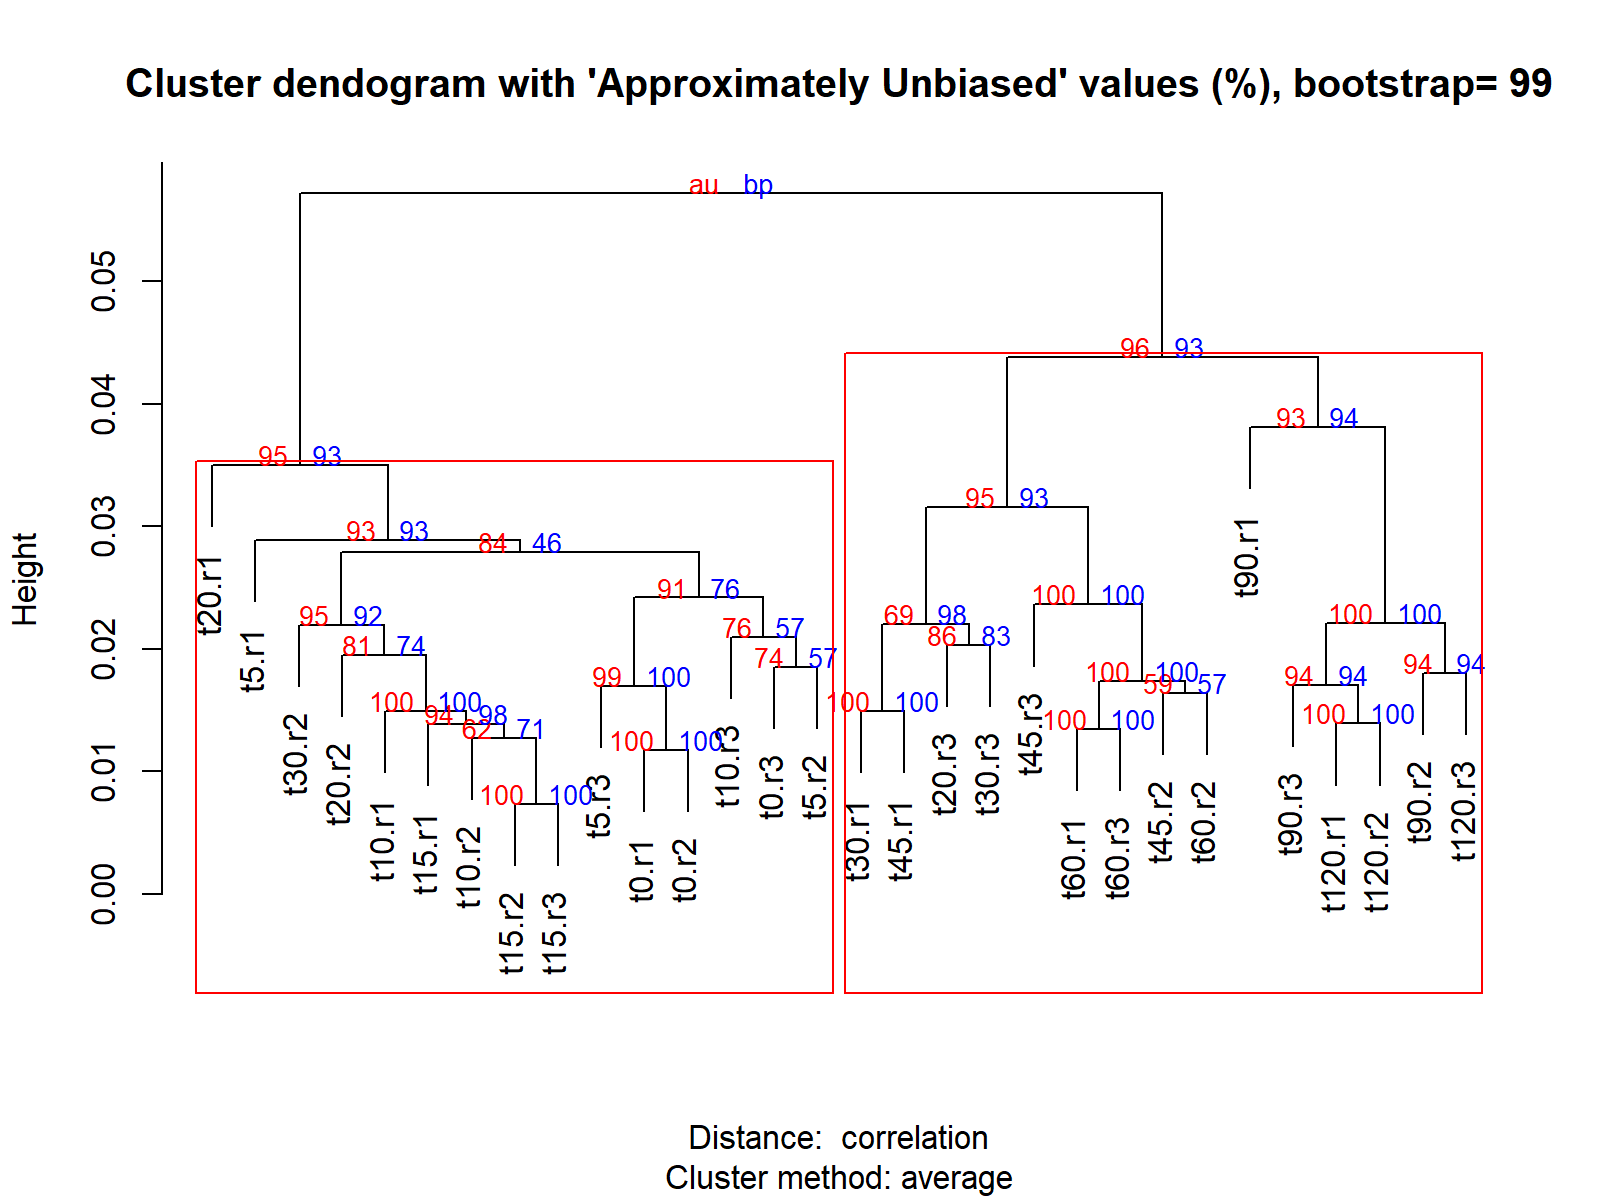 Cluster dendogram with 'Approximately Unbiased' values (%), bootstrap= 99
au bp
96 93
93 94
95 93
95 93
93 93
84 46
91 76
95 92
81 74
76 57
74 57
99 100
100 100
94 98
62 71
100 100
100 100
69 98
86 83
100 100
100 100
100 100
59 57
100 100
100 100
94 94
94 94
100 100
t20.r1
t5.r1
t30.r2
t20.r2
t10.r1
t15.r1
t10.r2
t15.r2
t15.r3
t5.r3
t0.r1
t0.r2
t10.r3
t0.r3
t5.r2
t30.r1
t45.r1
t20.r3
t30.r3
t45.r3
t60.r1
t60.r3
t45.r2
t60.r2
t90.r1
t90.r3
t120.r1
t120.r2
t90.r2
t120.r3
Height
0.05
0.04
0.03
0.02
0.01
0.00
Distance: correlation
Cluster method: average